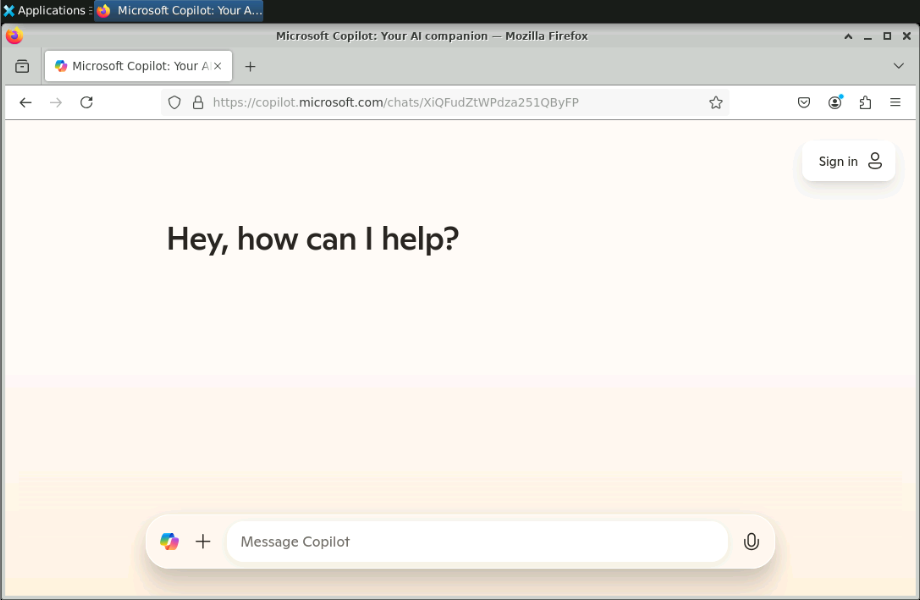 Applications
Microsoft Copilot: Your A...
Microsoft Copilot: Your AI companion — Mozilla Firefox
Microsoft Copilot: Your AI
https://copilot.microsoft.com/chats/XiQFudZtWPdza251QByFP
Sign in
Hey, how can I help?
Message Copilot